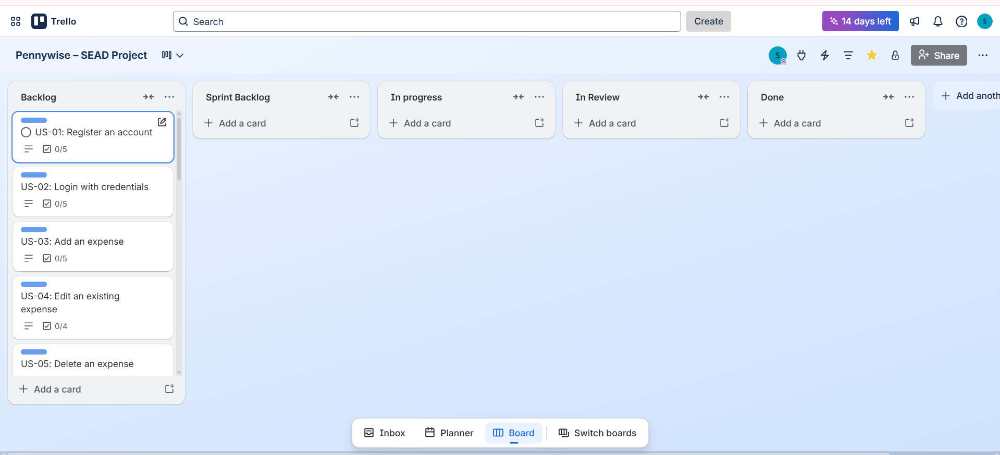 Trello
Search
Create
14 days left
S
Pennywise – SEAD Project
S
Share
Backlog
US-01: Register an account
0/5
US-02: Login with credentials
0/5
US-03: Add an expense
0/5
US-04: Edit an existing
expense
0/4
US-05: Delete an expense
Add a card
Sprint Backlog
Add a card
In progress
Add a card
In Review
Add a card
Done
Add a card
Add anoth
Inbox
Planner
Board
Switch boards